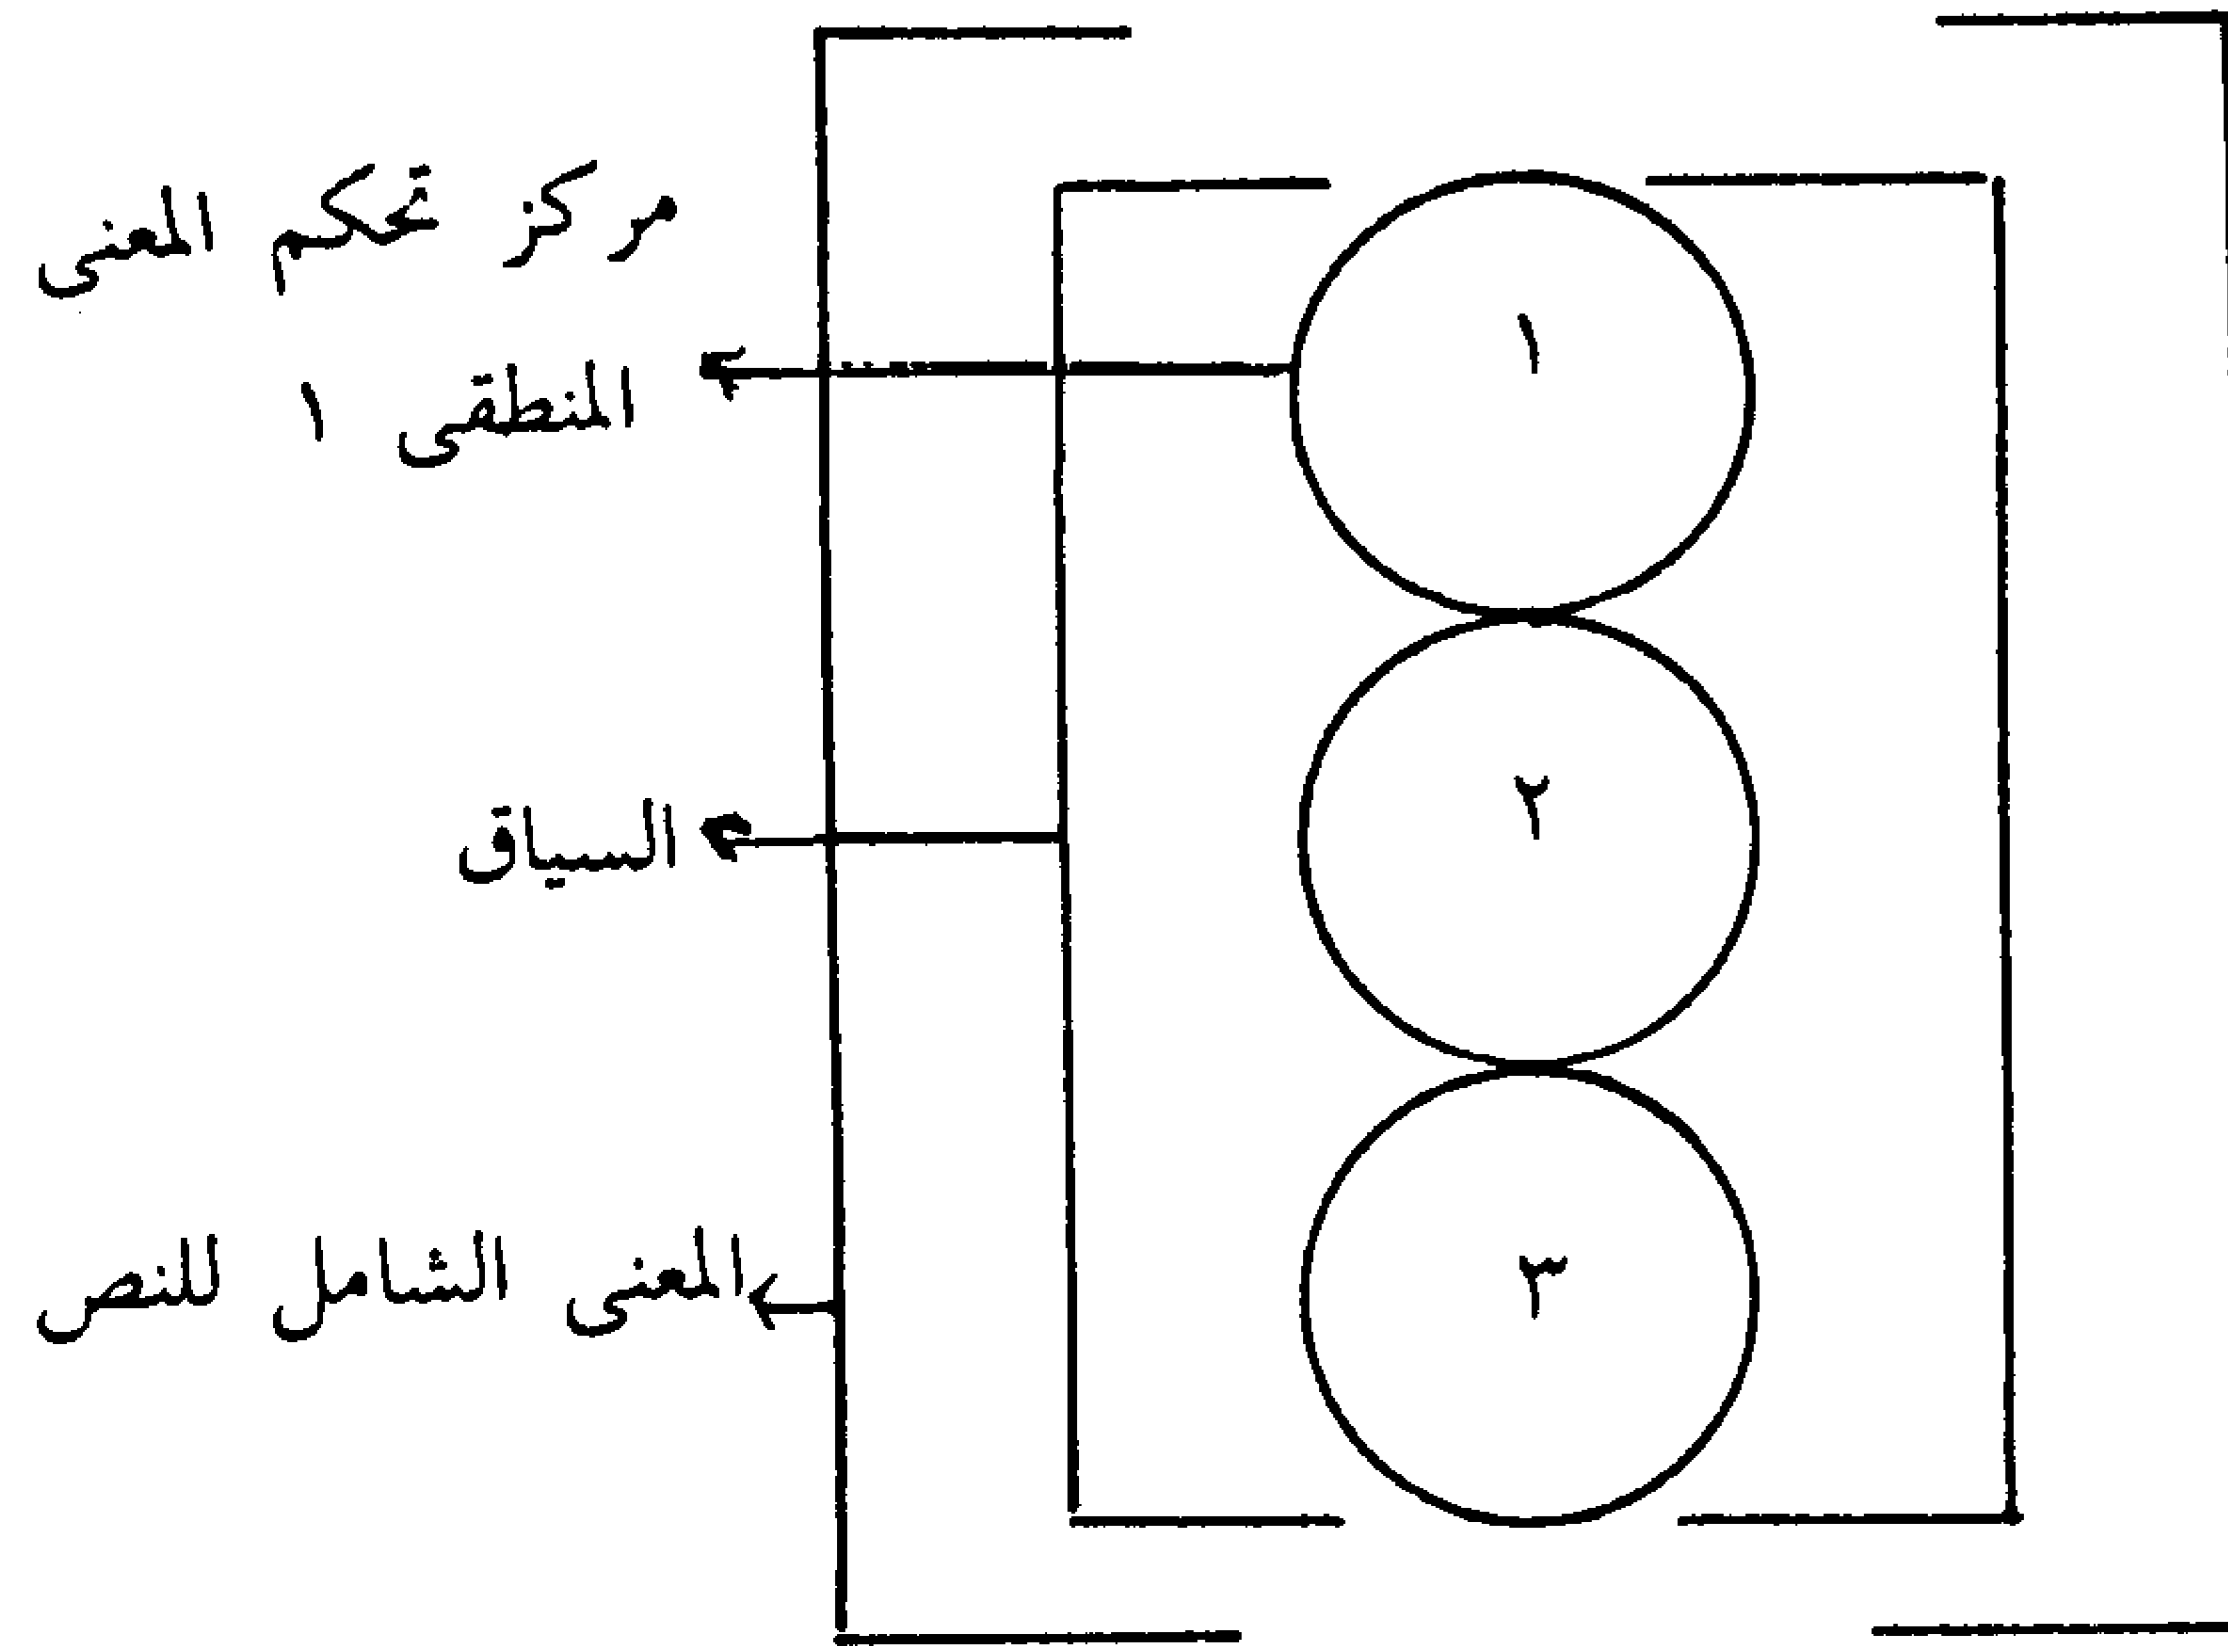 مركز تحكم المعنى
المنطقى ١
١
السياق
٢
المعنى الشامل للنص
٣